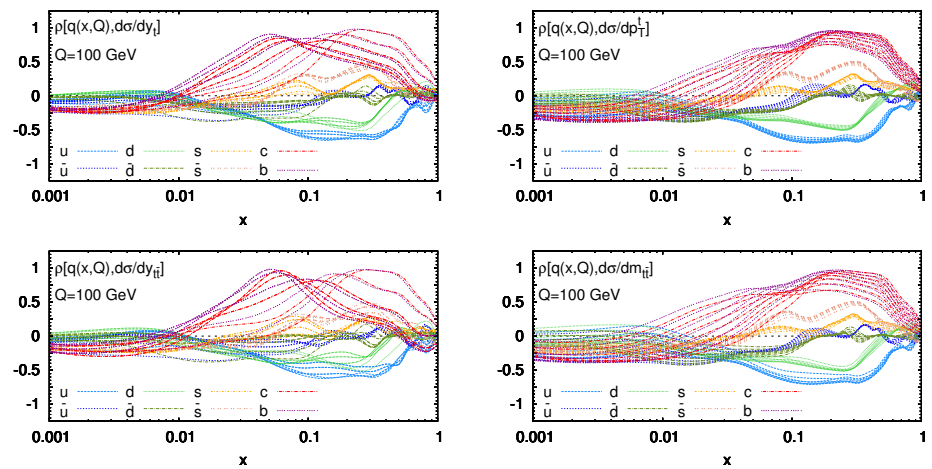 ρ[q(x,Q),dσ/dy_t]
Q=100 GeV
1
0.5
0
-0.5
-1
u d s c
ū d̄ s̄ b
0.001 0.01 0.1 1
x
ρ[q(x,Q),dσ/dp_T^t]
Q=100 GeV
1
0.5
0
-0.5
-1
u d s c
ū d̄ s̄ b
0.001 0.01 0.1 1
x
ρ[q(x,Q),dσ/dy_tt̄]
Q=100 GeV
1
0.5
0
-0.5
-1
u d s c
ū d̄ s̄ b
0.001 0.01 0.1 1
x
ρ[q(x,Q),dσ/dm_tt̄]
Q=100 GeV
1
0.5
0
-0.5
-1
u d s c
ū d̄ s̄ b
0.001 0.01 0.1 1
x